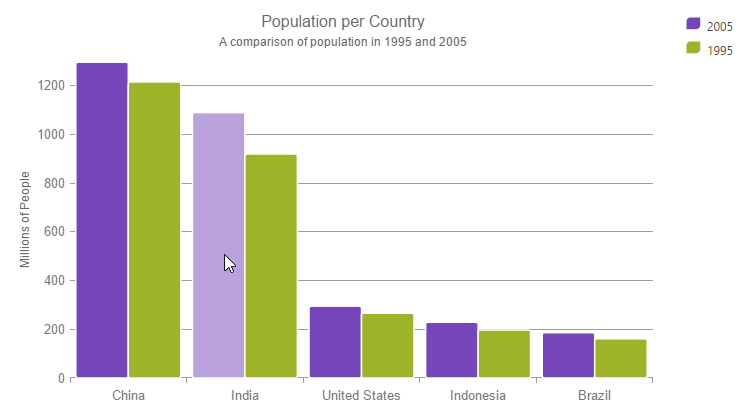 Population per Country
A comparison of population in 1995 and 2005
2005
1995
Millions of People
1200
1000
800
600
400
200
0
China India United States Indonesia Brazil